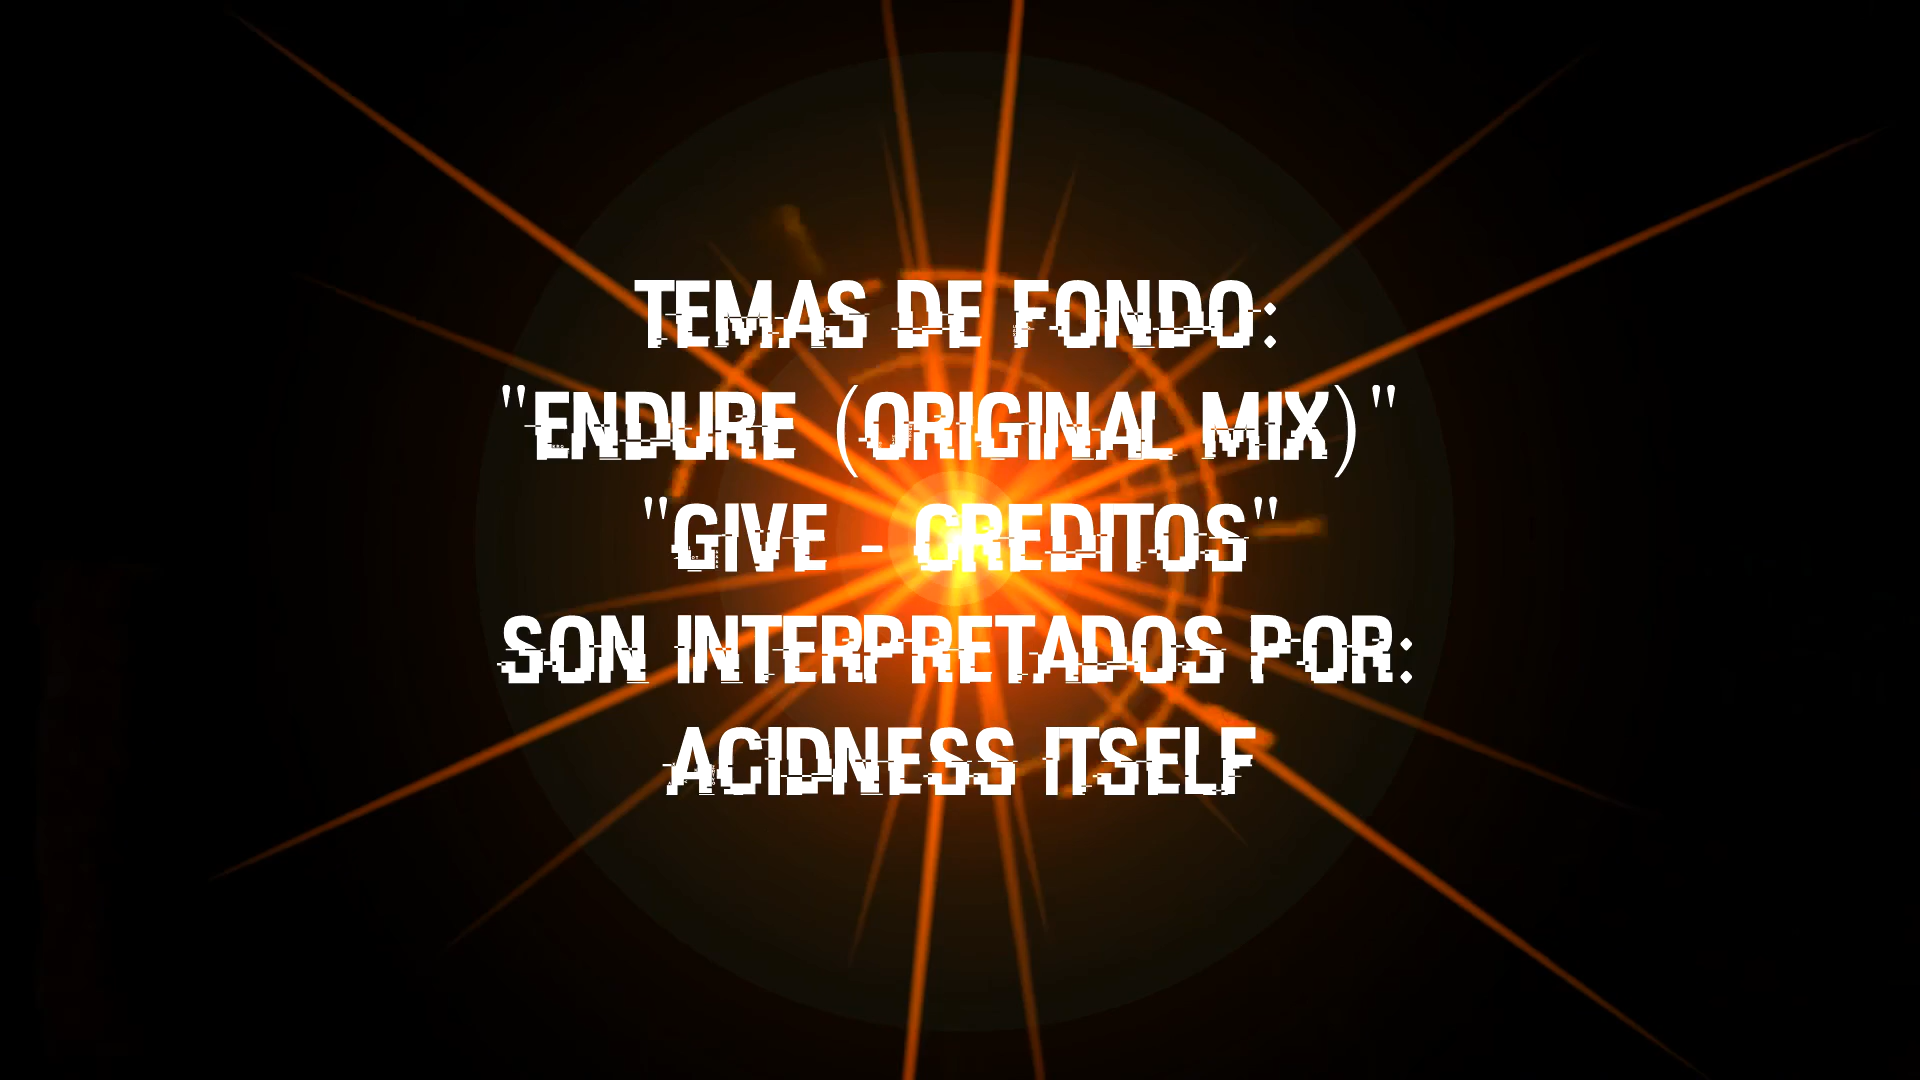 TEMAS DE FONDO:
"ENDURE (ORIGINAL MIX)"
"GIVE - CREDITOS"
SON INTERPRETADOS POR:
ACIDNESS ITSELF